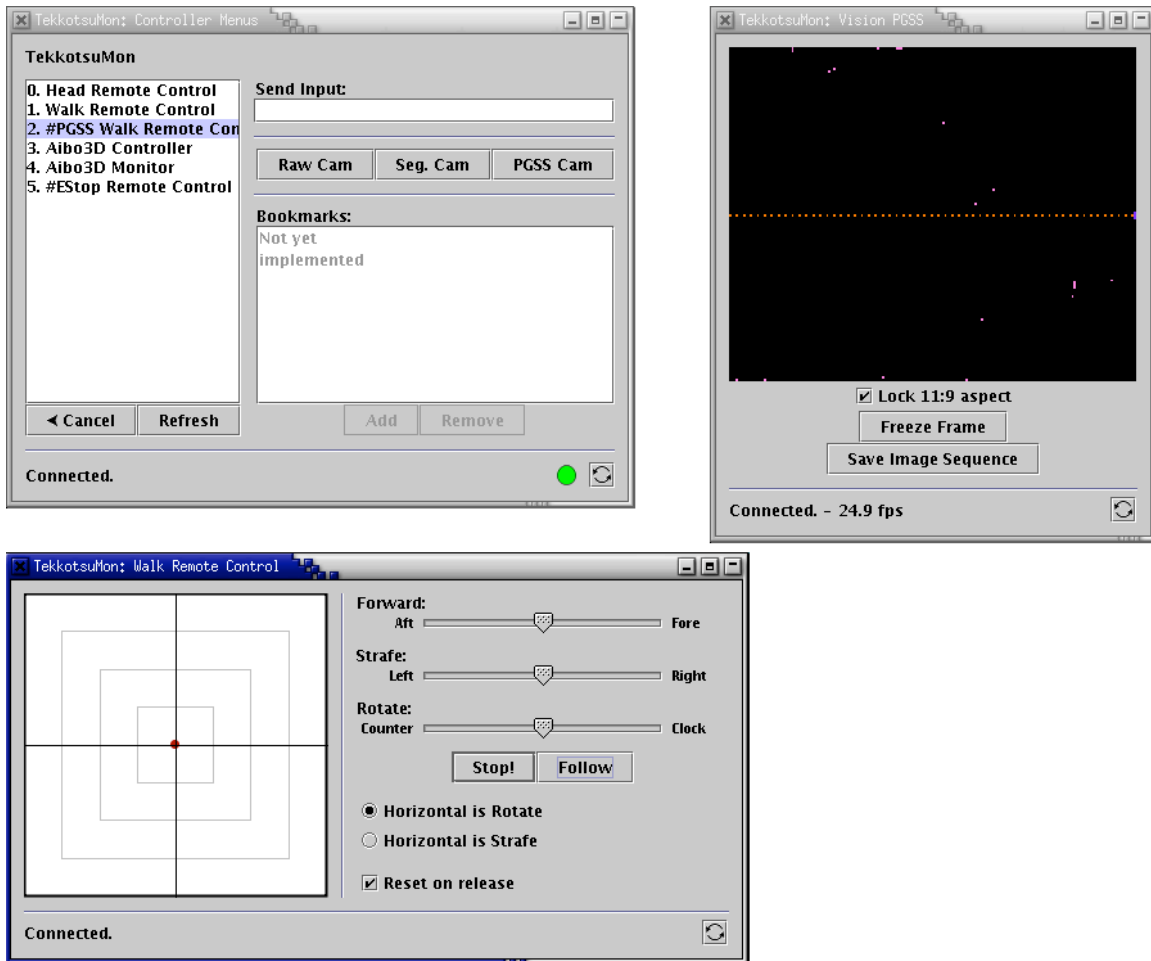 TekkotsuMon: Controller Menus
TekkotsuMon
0. Head Remote Control
1. Walk Remote Control
2. #PGSS Walk Remote Con
3. Aibo3D Controller
4. Aibo3D Monitor
5. #EStop Remote Control
Cancel
Refresh
Send Input:
Raw Cam
Seg. Cam
PGSS Cam
Bookmarks:
Not yet
implemented
Add
Remove
Connected.
TekkotsuMon: Vision PGSS
Lock 11:9 aspect
Freeze Frame
Save Image Sequence
Connected. - 24.9 fps
TekkotsuMon: Walk Remote Control
Forward:
Aft
Fore
Strafe:
Left
Right
Rotate:
Counter
Clock
Stop!
Follow
Horizontal is Rotate
Horizontal is Strafe
Reset on release
Connected.